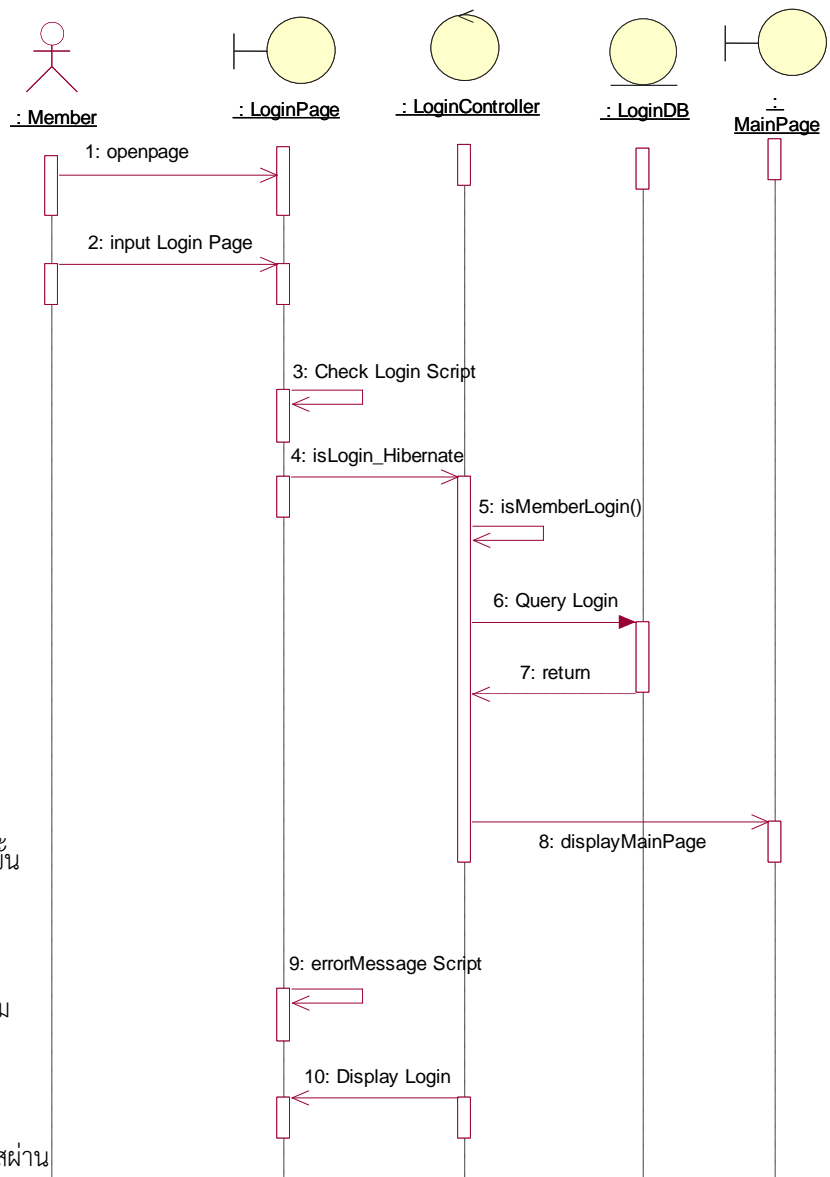 : Member
: LoginPage
: LoginController
: LoginDB
:
MainPage
1: openpage
2: input Login Page
3: Check Login Script
4: isLogin_Hibernate
5: isMemberLogin()
6: Query Login
7: return
8: displayMainPage
9: errorMessage Script
10: Display Login